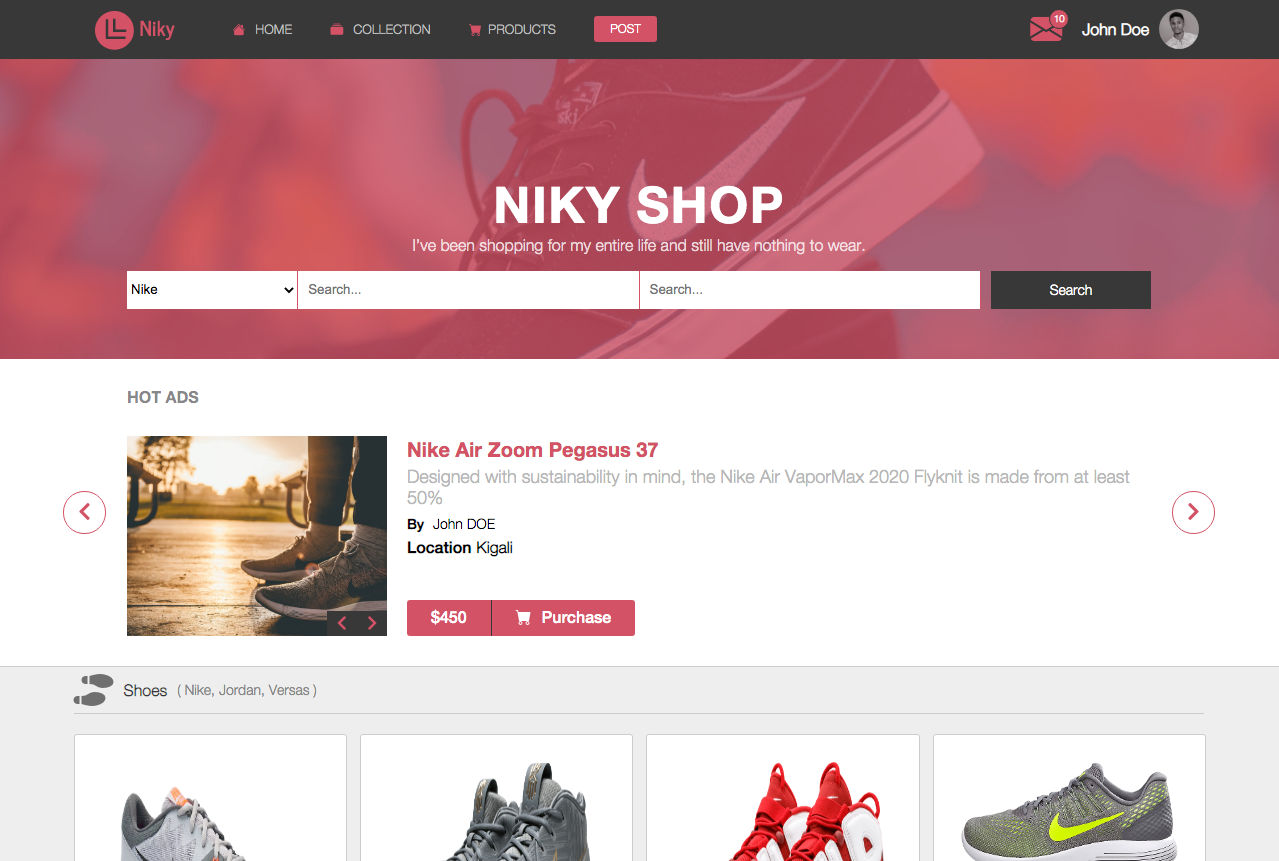 Niky
HOME
COLLECTION
PRODUCTS
POST
10
John Doe
skj
NIKY SHOP
I've been shopping for my entire life and still have nothing to wear.
Nike
Search...
Search...
Search
HOT ADS
Nike Air Zoom Pegasus 37
Designed with sustainability in mind, the Nike Air VaporMax 2020 Flyknit is made from at least
50%
By John DOE
Location Kigali
$450
Purchase
Shoes ( Nike, Jordan, Versas )